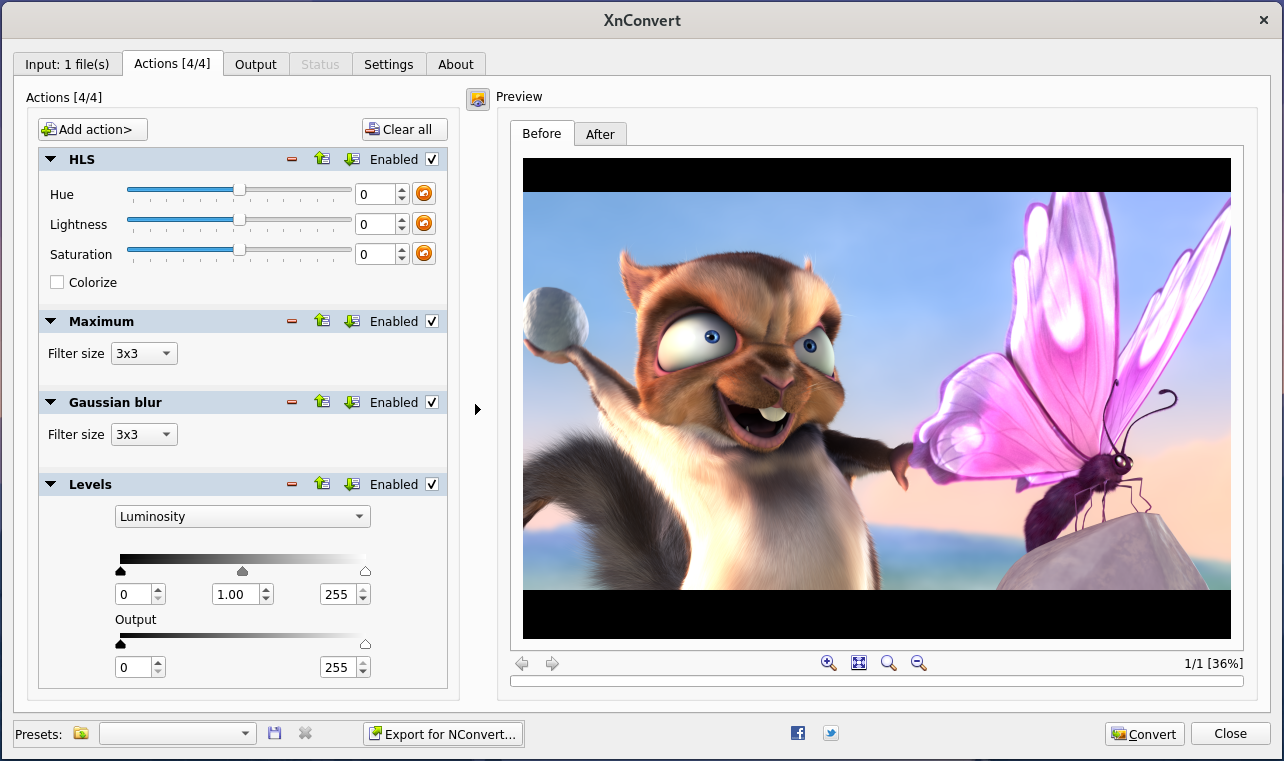 XnConvert
Input: 1 file(s)
Actions [4/4]
Output
Status
Settings
About
Actions [4/4]
Add action>
Clear all
HLS
Enabled
Hue
0
Lightness
0
Saturation
0
Colorize
Maximum
Enabled
Filter size
3x3
Gaussian blur
Enabled
Filter size
3x3
Levels
Enabled
Luminosity
0
1.00
255
Output
0
255
Preview
Before
After
1/1 [36%]
Presets:
Export for NConvert...
Convert
Close